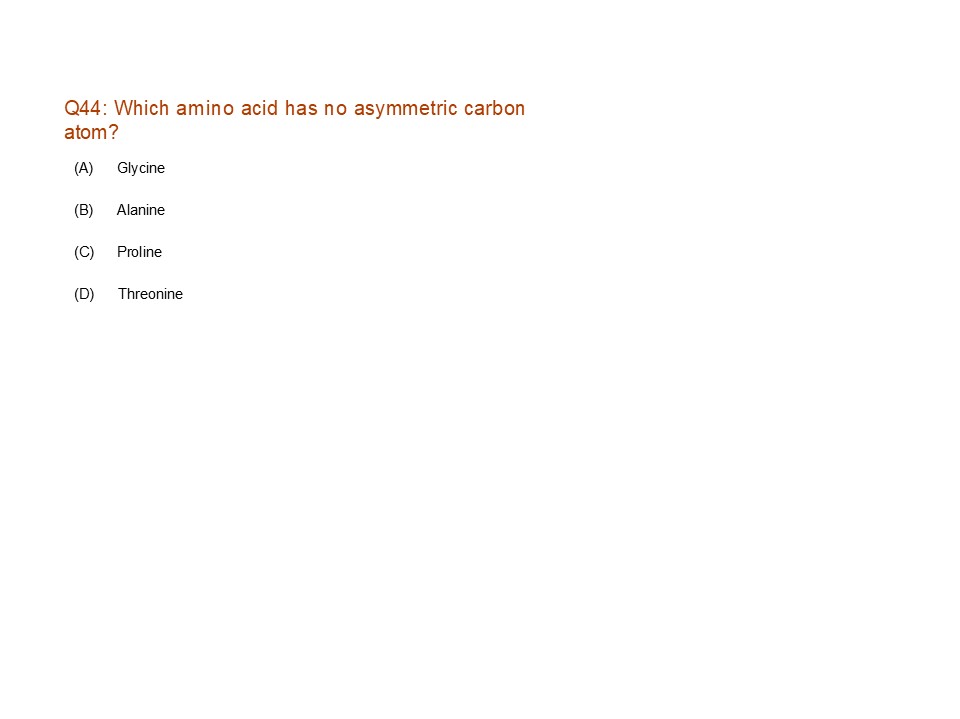 Q44: Which amino acid has no asymmetric carbon
atom?
(A) Glycine
(B) Alanine
(C) Proline
(D) Threonine